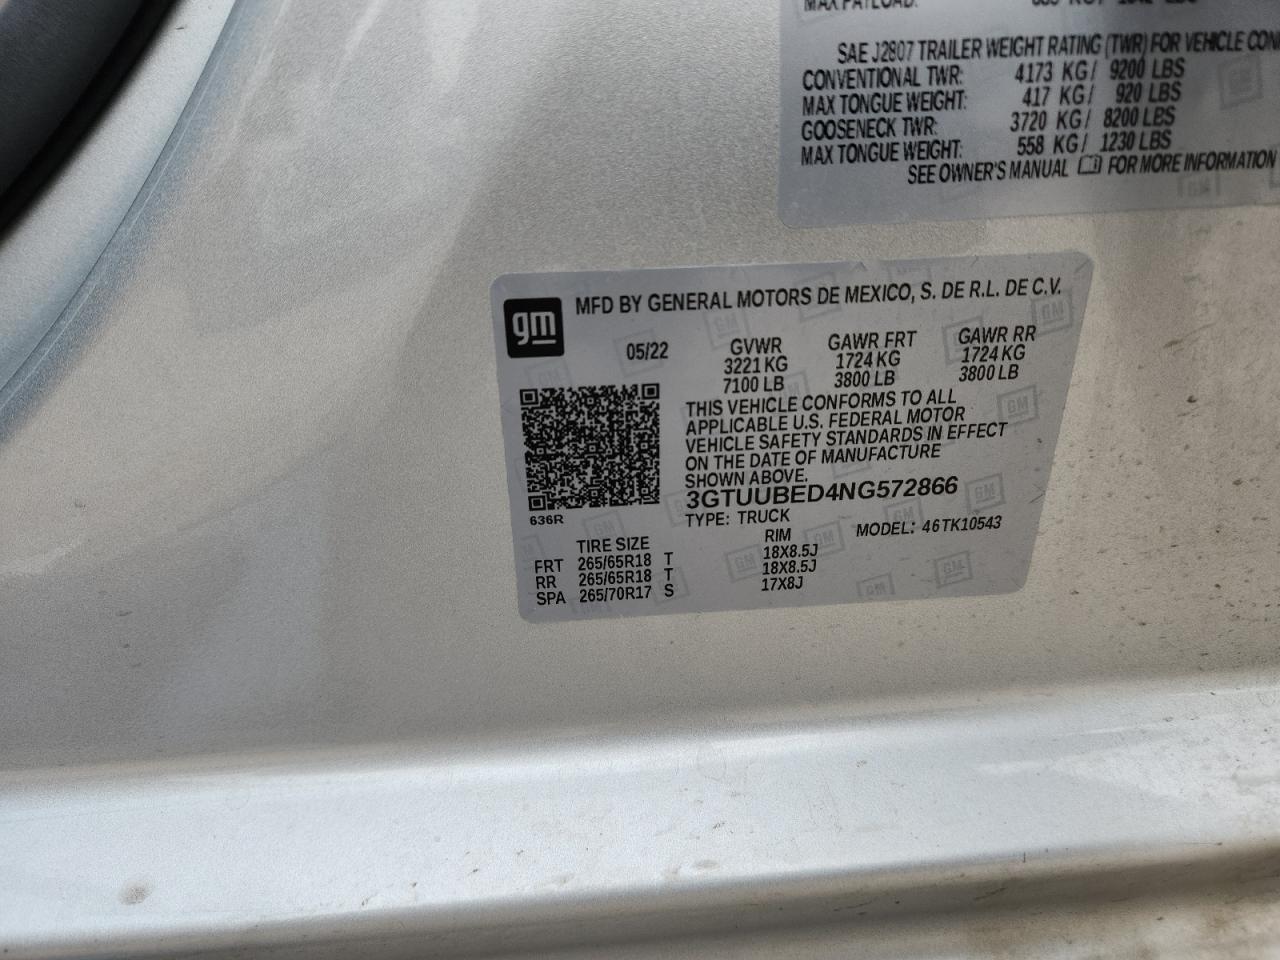 MAX PAYLOAD:
SAE J2807 TRAILER WEIGHT RATING (TWR) FOR VEHICLE
CONVENTIONAL TWR: 4173 KG/ 9200 LBS
MAX TONGUE WEIGHT: 417 KG/ 920 LBS
GOOSENECK TWR: 3720 KG/ 8200 LBS
MAX TONGUE WEIGHT: 558 KG/ 1230 LBS
SEE OWNER'S MANUAL FOR MORE INFORMATION
gm
MFD BY GENERAL MOTORS DE MEXICO, S. DE R.L. DE C.V.
05/22 GVWR GAWR FRT GAWR RR
3221 KG 1724 KG 1724 KG
7100 LB 3800 LB 3800 LB
THIS VEHICLE CONFORMS TO ALL
APPLICABLE U.S. FEDERAL MOTOR
VEHICLE SAFETY STANDARDS IN EFFECT
ON THE DATE OF MANUFACTURE
SHOWN ABOVE.
3GTUUBED4NG572866
636R
TYPE: TRUCK MODEL: 46TK10543
TIRE SIZE RIM
FRT 265/65R18 T 18X8.5J
RR 265/65R18 T 18X8.5J
SPA 265/70R17 S 17X8J